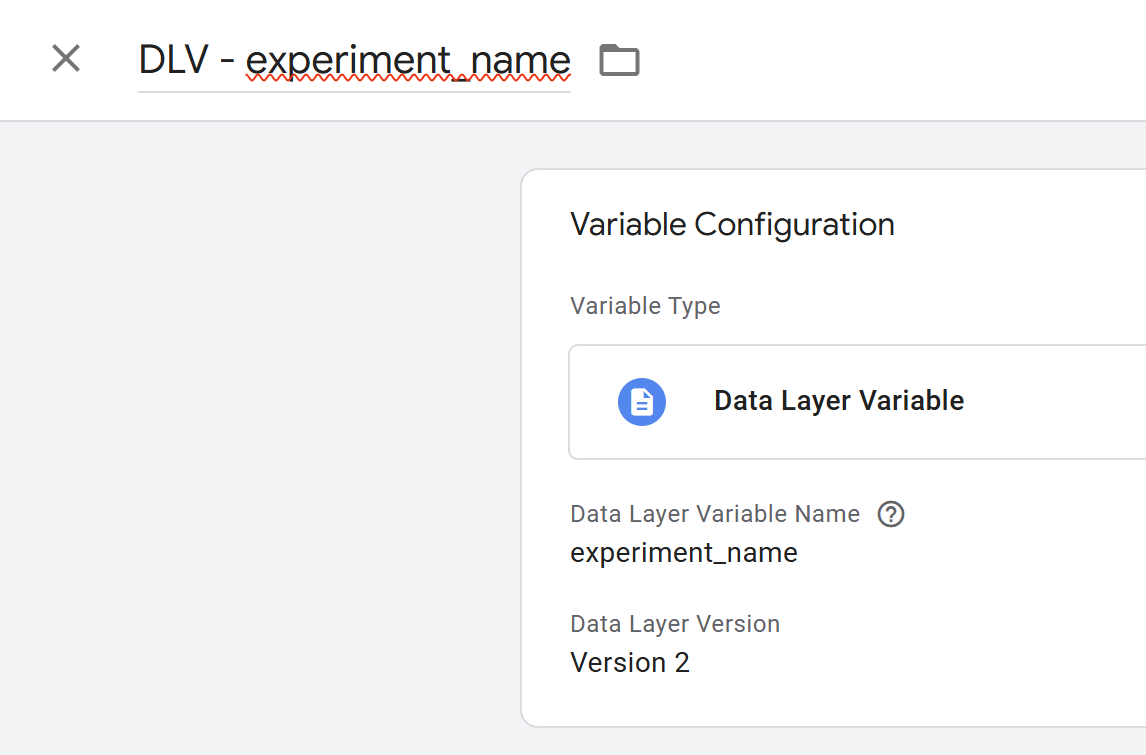 DLV - experiment_name
Variable Configuration
Variable Type
Data Layer Variable
Data Layer Variable Name
experiment_name
Data Layer Version
Version 2